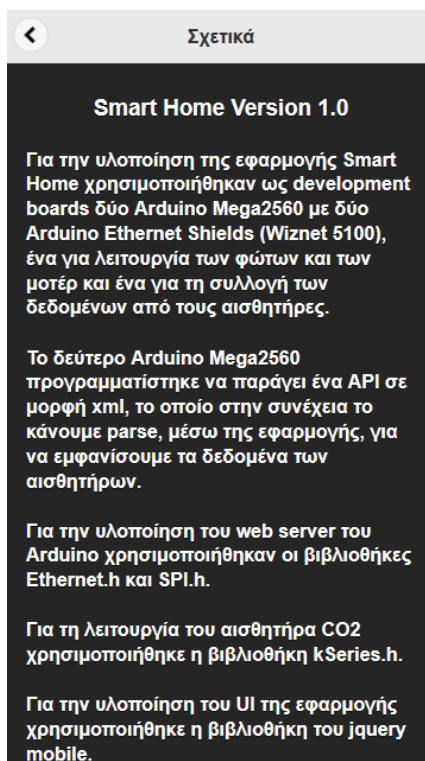 Σχετικά
Smart Home Version 1.0
Για την υλοποίηση της εφαρμογής Smart
Home χρησιμοποιήθηκαν ως development
boards δύο Arduino Mega2560 με δύο
Arduino Ethernet Shields (Wiznet 5100),
ένα για λειτουργία των φώτων και των
μοτέρ και ένα για τη συλλογή των
δεδομένων από τους αισθητήρες.
Το δεύτερο Arduino Mega2560
προγραμματίστηκε να παράγει ένα API σε
μορφή xml, το οποίο στην συνέχεια το
κάνουμε parse, μέσω της εφαρμογής, για
να εμφανίσουμε τα δεδομένα των
αισθητήρων.
Για την υλοποίηση του web server του
Arduino χρησιμοποιήθηκαν οι βιβλιοθήκες
Ethernet.h και SPI.h.
Για τη λειτουργία του αισθητήρα CO2
χρησιμοποιήθηκε η βιβλιοθήκη kSeries.h.
Για την υλοποίηση του UI της εφαρμογής
χρησιμοποιήθηκε η βιβλιοθήκη του jquery
mobile.